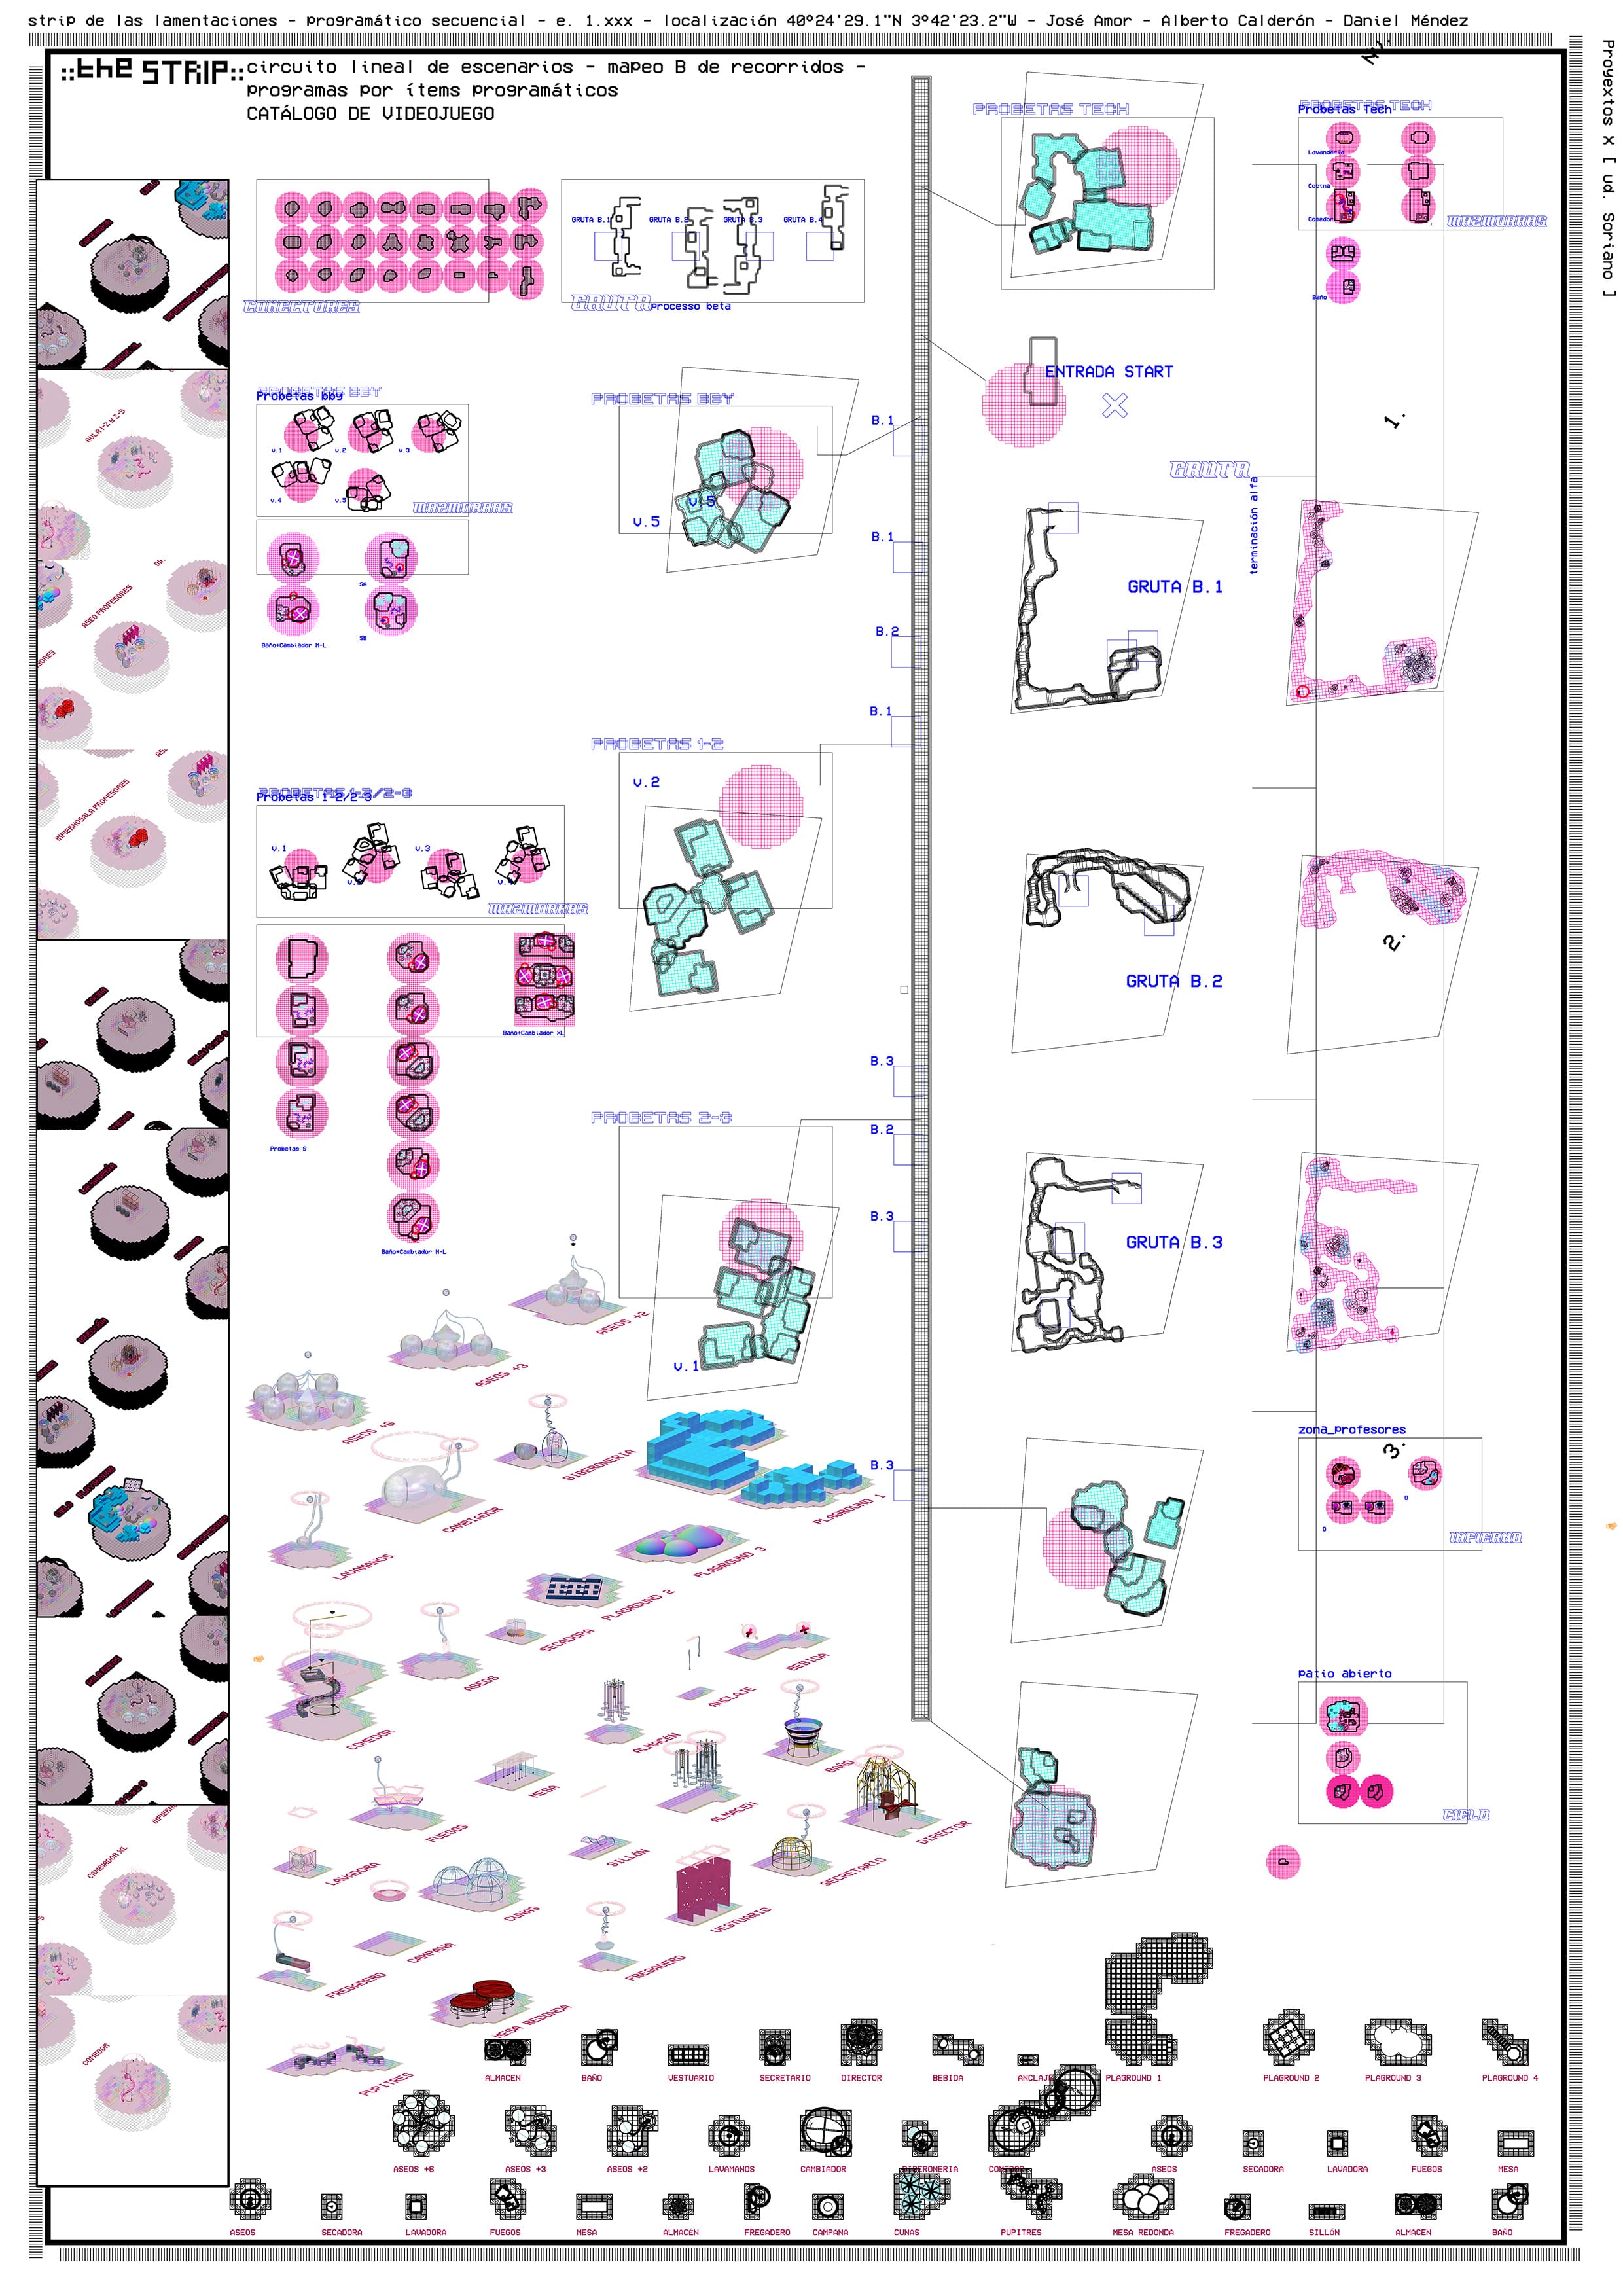 strip de las lamentaciones - programático secuencial - e. 1.xxx - localización 40º24'29.1"N 3º42'23.2"W - José Amor - Alberto Calderón - Daniel Méndez
Proyextos X [ ud. Soriano ]
::the STRIP::
circuito lineal de escenarios - mapeo B de recorridos -
programas por ítems programáticos
CATÁLOGO DE VIDEOJUEGO
CONECTORES
GRUTA B.1
GRUTA B.2
GRUTA B.3
GRUTA B.4
GRUTA
processo beta
PROBETAS TECH
PROBETAS TECH
Probetas Tech
Lavandería
Cocina
Comedor
MAZMORRAS
Baño
ENTRADA START
PROBETAS BBY
Probetas bby
v.1
v.2
v.3
v.4
v.5
MAZMORRAS
SA
SB
Baño+Cambiador M-L
PROBETAS BBY
v.5
v.5
B.1
B.1
B.2
B.1
GRUTA
terminación alfa
1.
GRUTA B.1
PROBETAS 1-2
v.2
Probetas 1-2/2-3
v.1
v.3
MAZMORRAS
Baño+Cambiador XL
Probetas S
Baño+Cambiador M-L
GRUTA B.2
2.
B.3
PROBETAS 2-3
B.2
B.3
v.1
GRUTA B.3
B.3
zona_profesores
3.
B
D
INFIERNO
patio abierto
CIELO
AULA 1-2 y 2-3
ASEO PROFESORES
INFIERNOSALA PROFESORES
CAMBIADOR XL
COMEDOR
ASEOS +2
ASEOS +3
ASEOS +6
BIBERONERIA
CAMBIADOR
PLAGROUND 1
LAVAMANOS
PLAGROUND 3
PLAGROUND 2
SECADORA
ASEOS
BEBIDA
ANCLAJE
COMEDOR
ALMACÉN
BAÑO
MESA
ALMACEN
DIRECTOR
FUEGOS
SILLÓN
SECRETARIO
LAVADORA
CUNAS
VESTUARIO
CAMPANA
FREGADERO
FREGADERO
MESA REDONDA
PUPITRES
ALMACEN
BAÑO
VESTUARIO
SECRETARIO
DIRECTOR
BEBIDA
ANCLAJE
PLAGROUND 1
PLAGROUND 2
PLAGROUND 3
PLAGROUND 4
ASEOS +6
ASEOS +3
ASEOS +2
LAVAMANOS
CAMBIADOR
BIBERONERIA
COMEDOR
ASEOS
SECADORA
LAVADORA
FUEGOS
MESA
ASEOS
SECADORA
LAVADORA
FUEGOS
MESA
ALMACÉN
FREGADERO
CAMPANA
CUNAS
PUPITRES
MESA REDONDA
FREGADERO
SILLÓN
ALMACEN
BAÑO